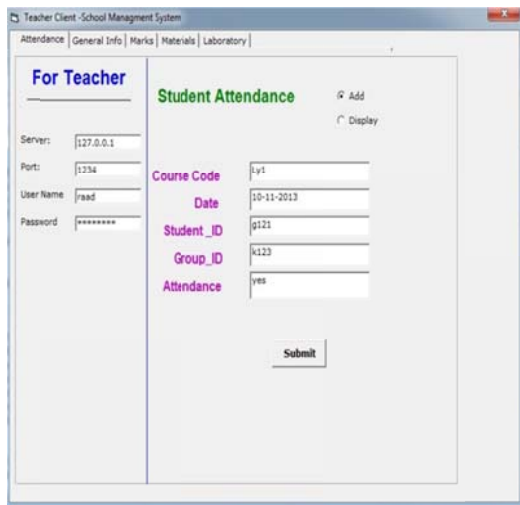 Teacher Client -School Managment System
Attendance General Info Marks Materials Laboratory
For Teacher
Server: 127.0.0.1
Port: 1234
User Name raad
Password ********
Student Attendance
Add
Display
Course Code Ly1
Date 10-11-2013
Student _ID g121
Group_ID k123
Attendance yes
Submit